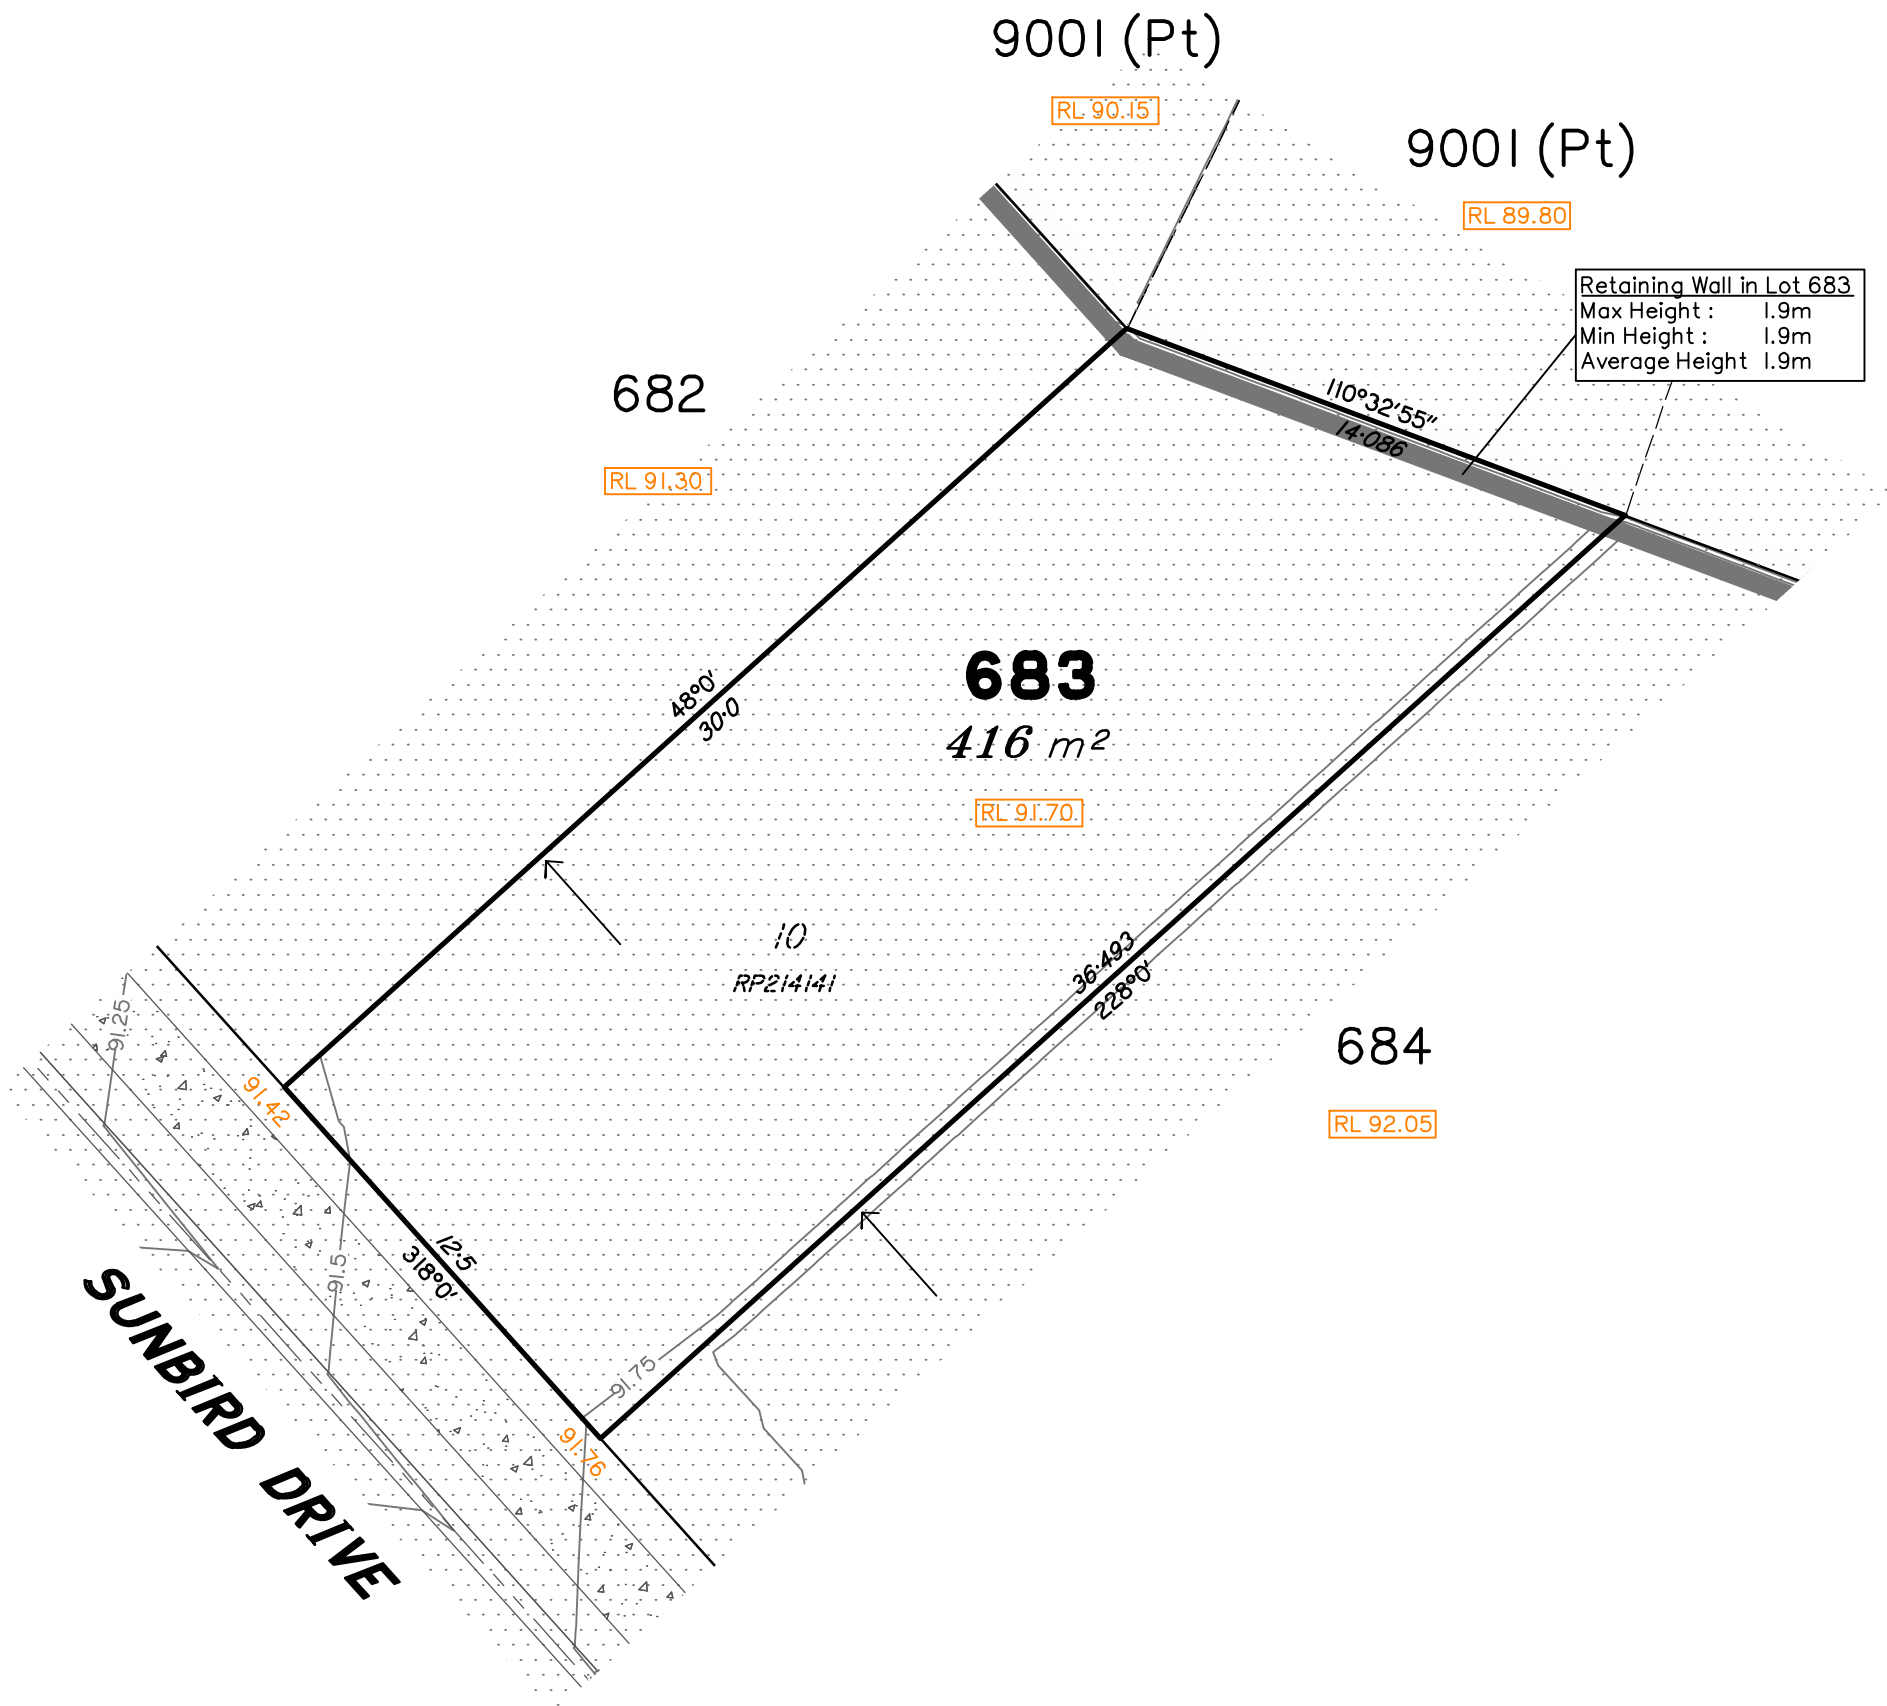 9001 (Pt)
RL 90.15
9001 (Pt)
RL 89.80
Retaining Wall in Lot 683
Max Height : 1.9m
Min Height : 1.9m
Average Height 1.9m
110°32'55"
14·086
682
RL 91.30
683
416 m²
RL 91.70
48°0'
30·0
10
RP214141
36·493
228°0'
684
RL 92.05
91.25
91.42
12·5
318°0'
91.5
91.75
91.76
SUNBIRD DRIVE